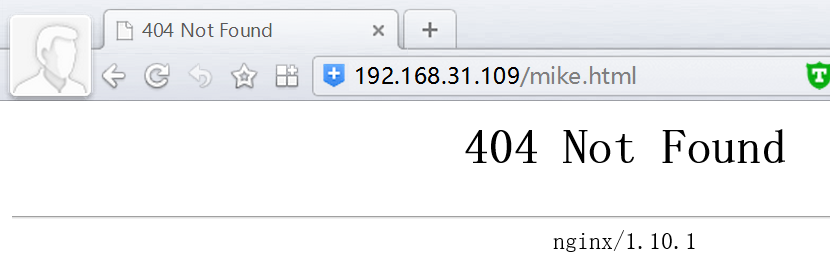 404 Not Found
192.168.31.109/mike.html
404 Not Found
nginx/1.10.1